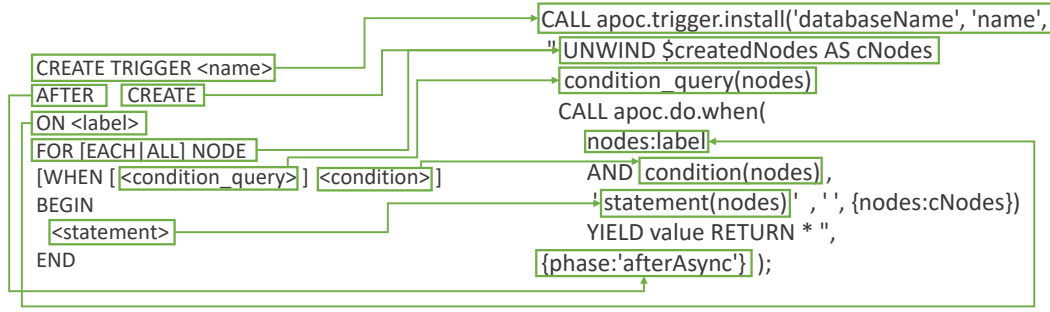 CREATE TRIGGER <name>
AFTER CREATE
ON <label>
FOR [EACH|ALL] NODE
[WHEN [ <condition_query> ] <condition> ]
BEGIN
<statement>
END
CALL apoc.trigger.install('databaseName', 'name',
" UNWIND $createdNodes AS cNodes
condition_query(nodes)
CALL apoc.do.when(
nodes:label
AND condition(nodes) ,
' statement(nodes) ' , ' ', {nodes:cNodes})
YIELD value RETURN * ",
{phase:'afterAsync'} );